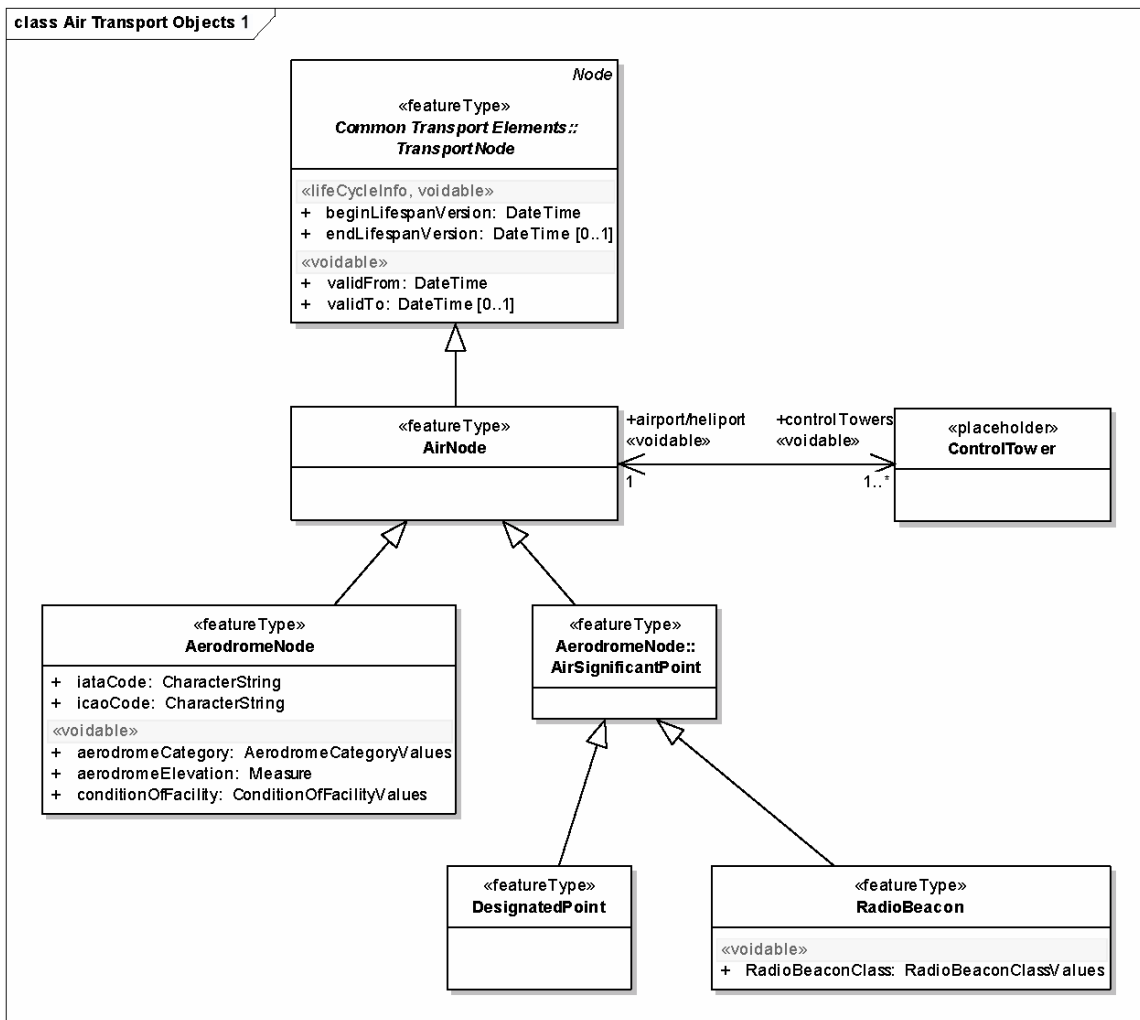 class Air Transport Objects 1
Node
«featureType»
Common Transport Elements::
TransportNode
«lifeCycleInfo, voidable»
+ beginLifespanVersion: DateTime
+ endLifespanVersion: DateTime [0..1]
«voidable»
+ validFrom: DateTime
+ validTo: DateTime [0..1]
«featureType»
AirNode
+airport/heliport
«voidable»
1
+controlTowers
«voidable»
1..*
«placeholder»
ControlTower
«featureType»
AerodromeNode
+ iataCode: CharacterString
+ icaoCode: CharacterString
«voidable»
+ aerodromeCategory: AerodromeCategoryValues
+ aerodromeElevation: Measure
+ conditionOfFacility: ConditionOfFacilityValues
«featureType»
AerodromeNode::
AirSignificantPoint
«featureType»
DesignatedPoint
«featureType»
RadioBeacon
«voidable»
+ RadioBeaconClass: RadioBeaconClassValues